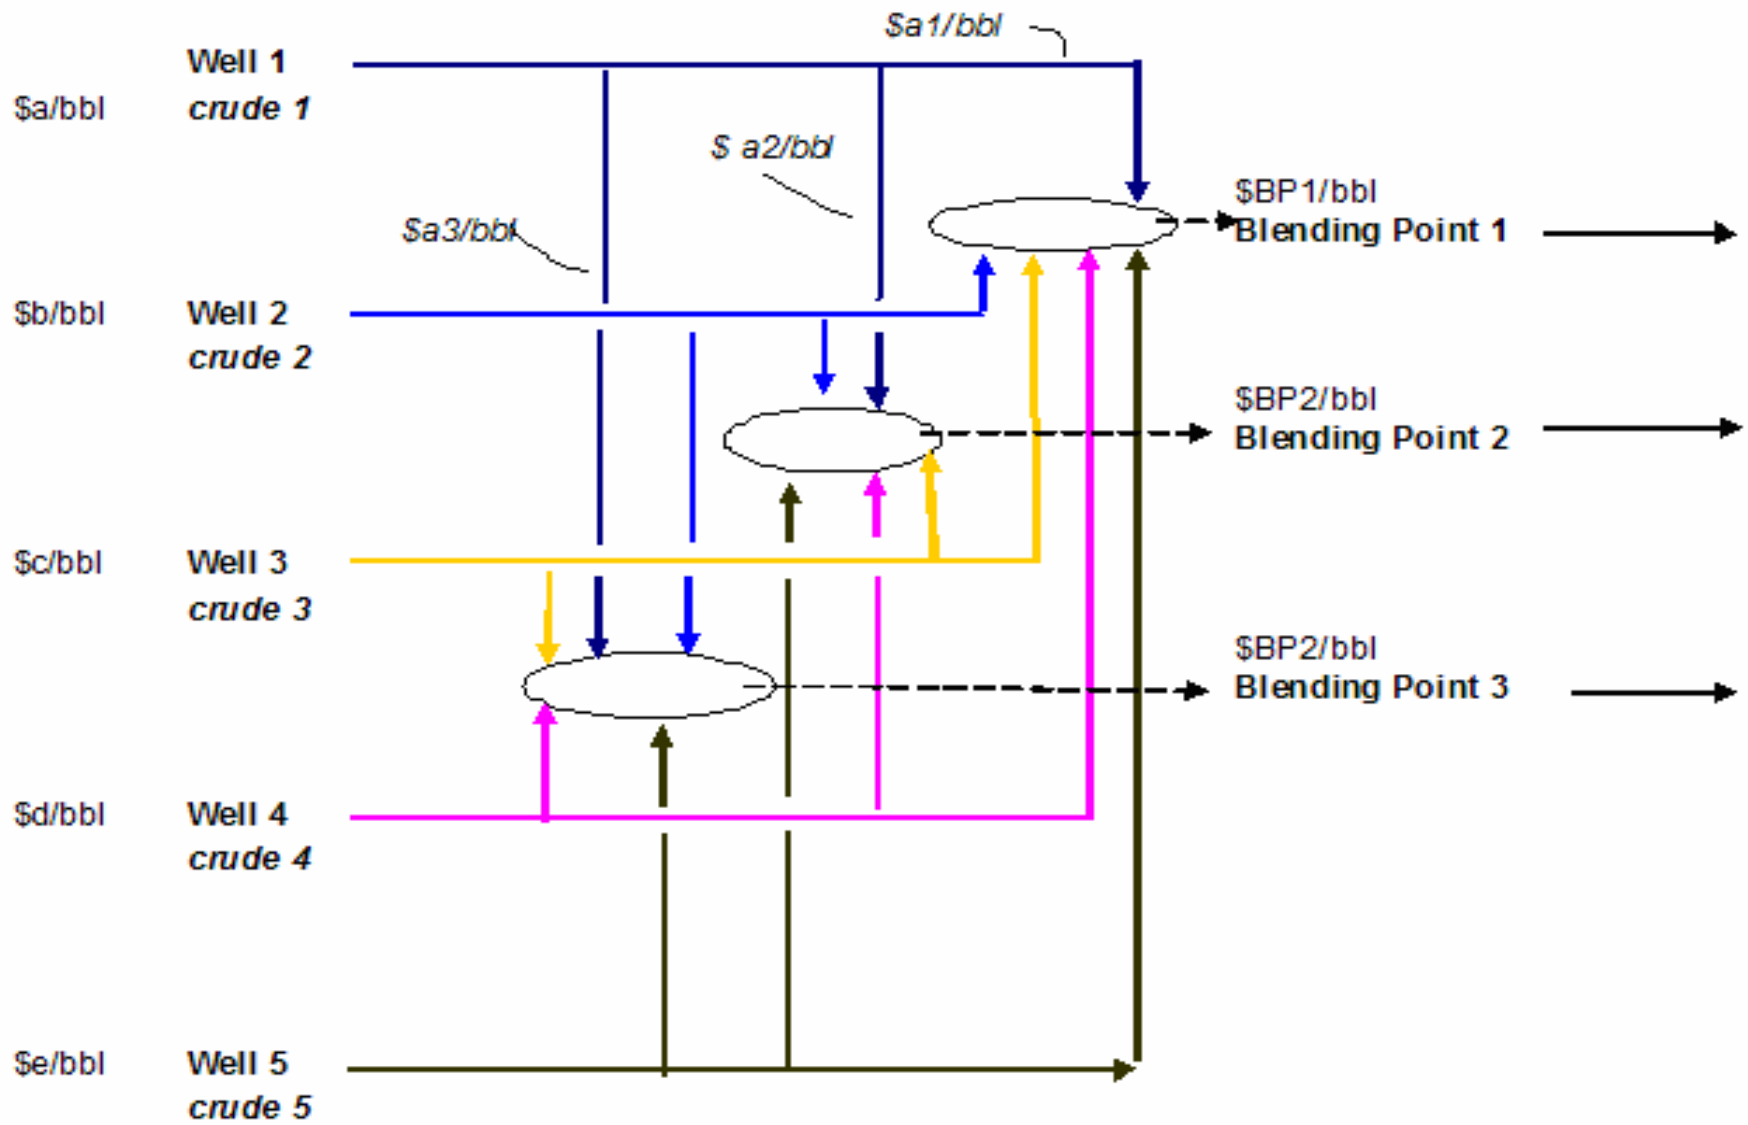 $a1/bbl
Well 1
$a/bbl crude 1
$ a2/bbl
$BP1/bbl
$a3/bbl
Blending Point 1
$b/bbl Well 2
crude 2
$BP2/bbl
Blending Point 2
$c/bbl Well 3
crude 3
$BP2/bbl
Blending Point 3
$d/bbl Well 4
crude 4
$e/bbl Well 5
crude 5